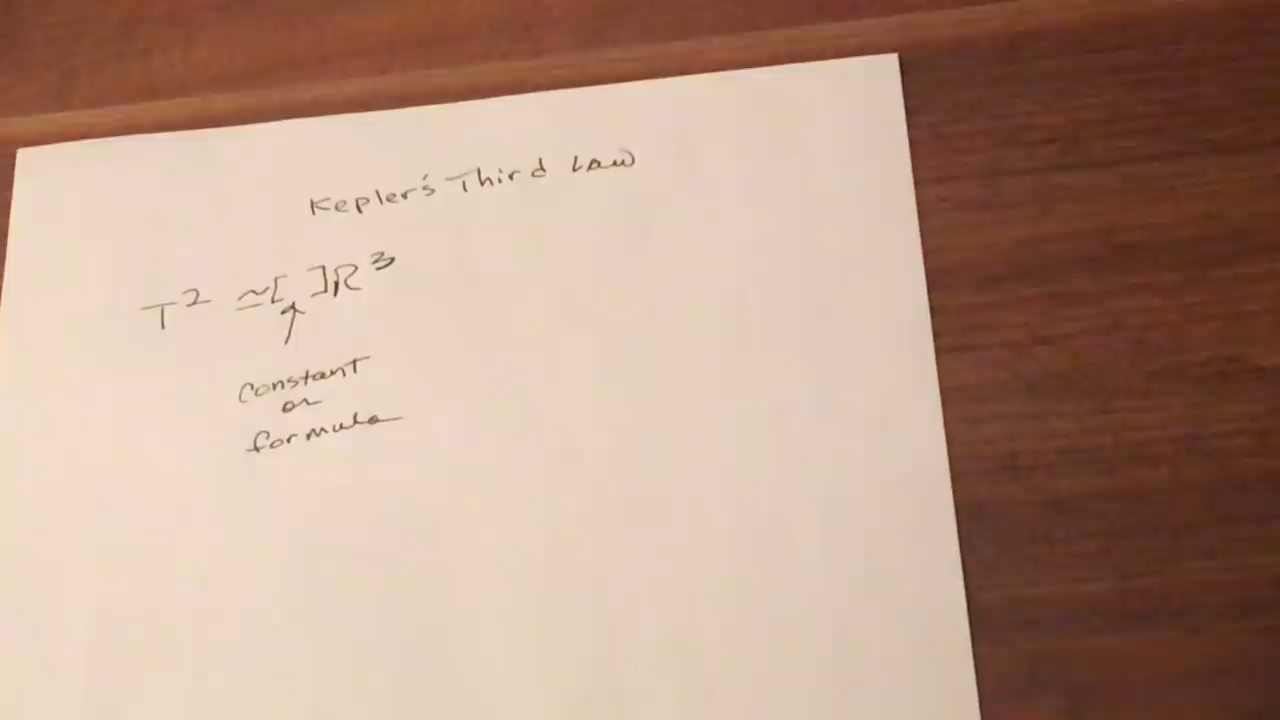 Kepler's Third Law
T² ≃[ ]R³
↑
constant
or
formula